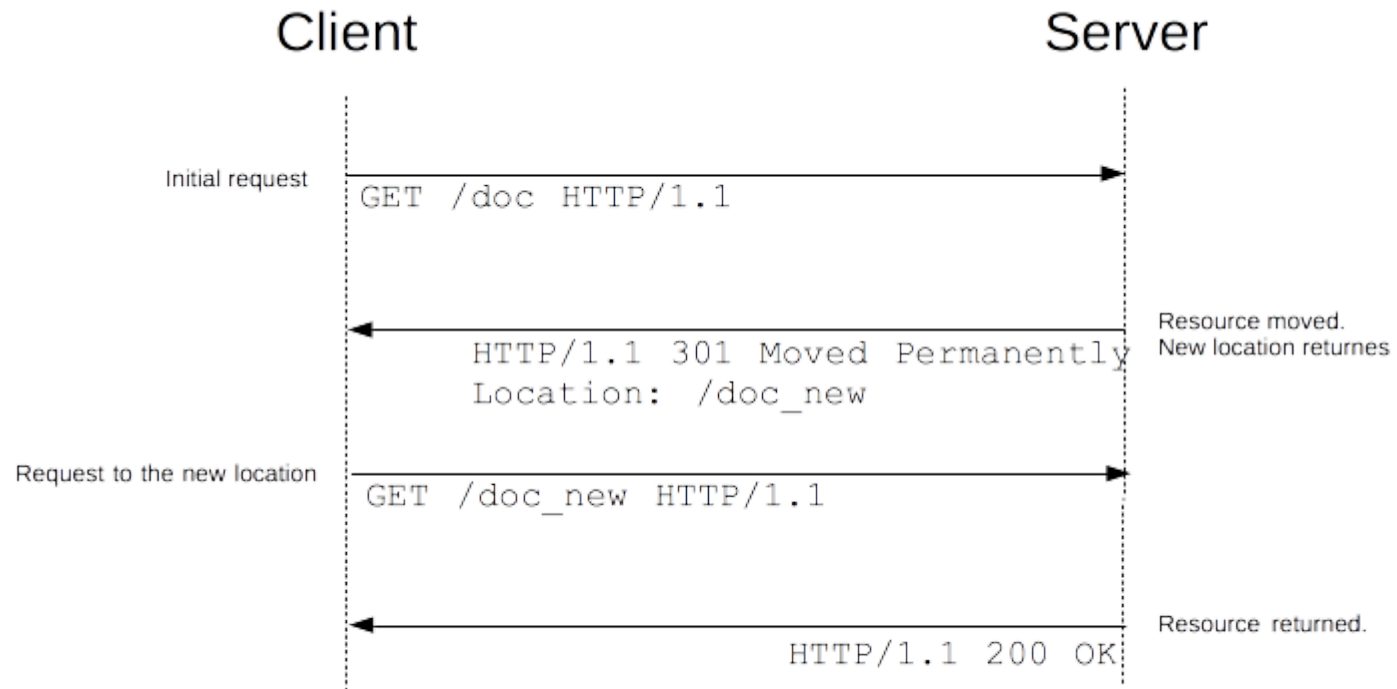 Client
Server
Initial request
GET /doc HTTP/1.1
Resource moved.
New location returnes
HTTP/1.1 301 Moved Permanently
Location: /doc_new
Request to the new location
GET /doc_new HTTP/1.1
Resource returned.
HTTP/1.1 200 OK